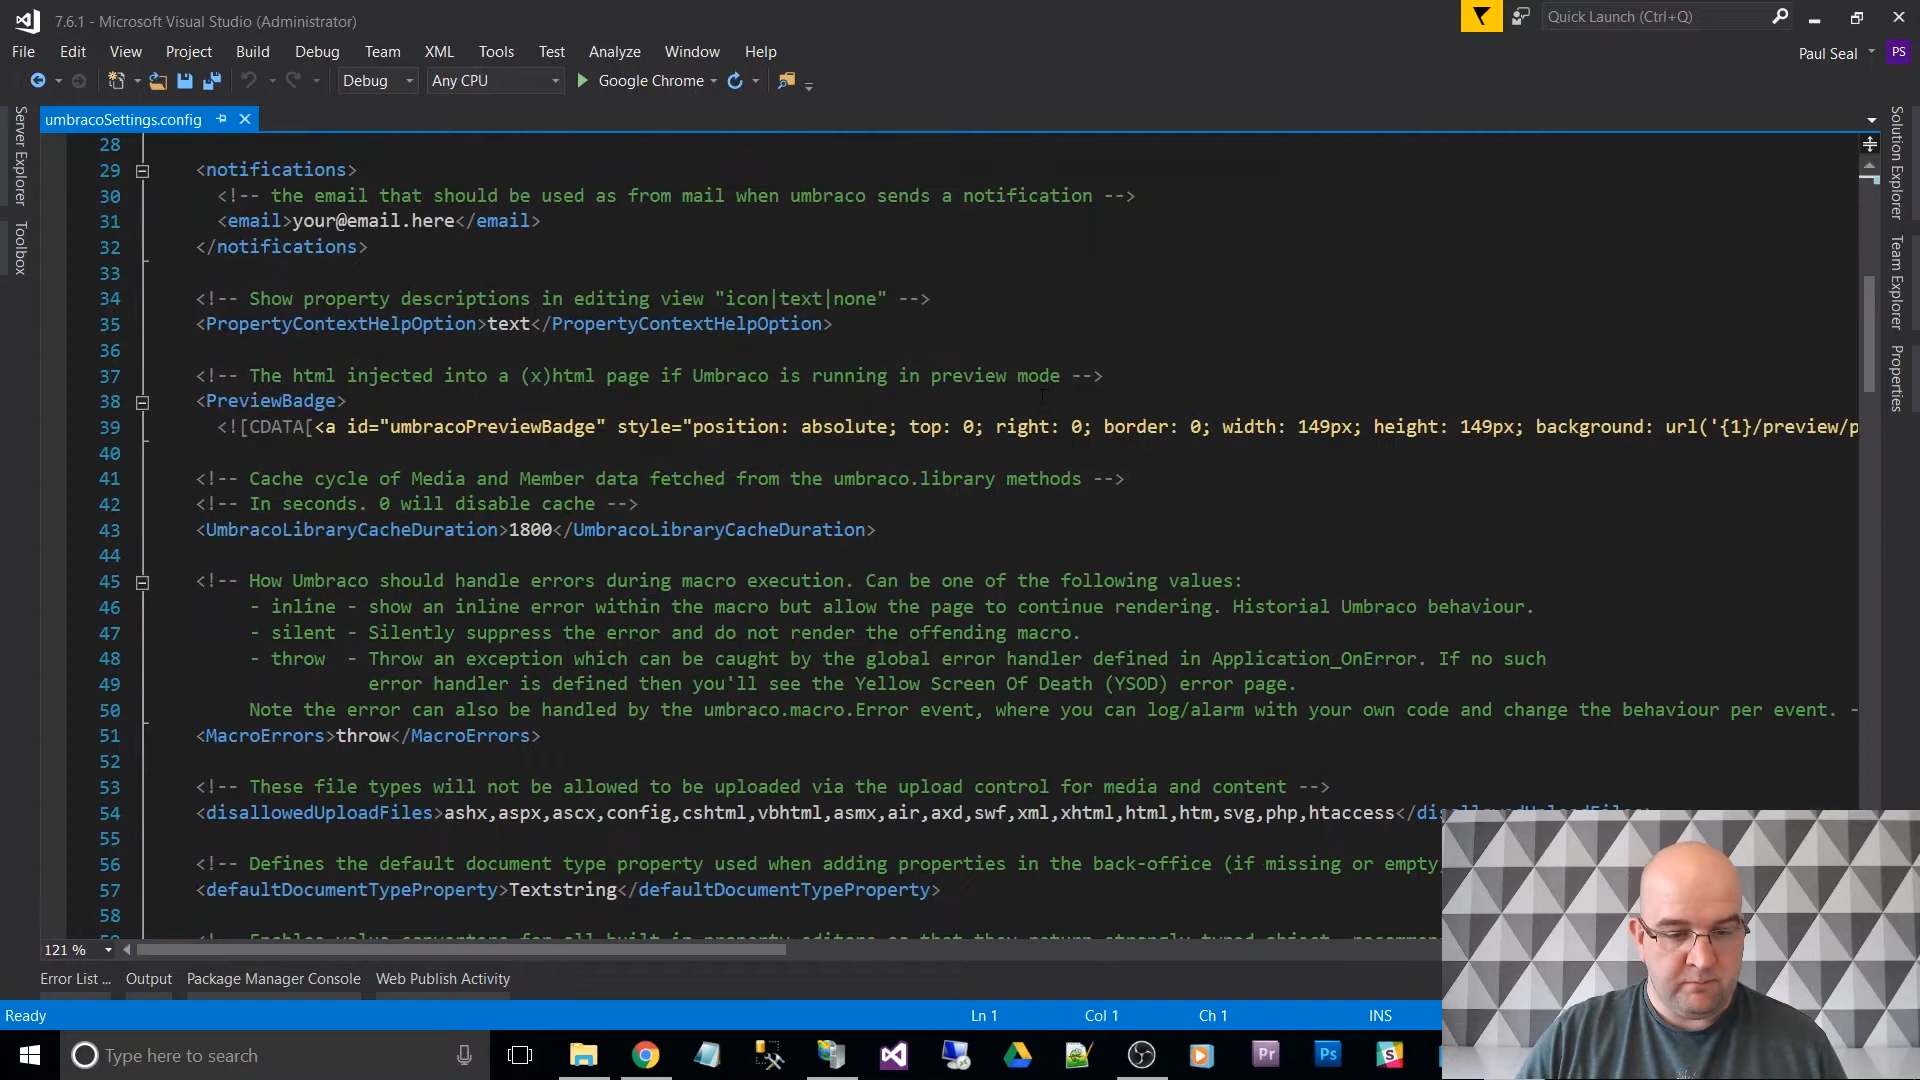 7.6.1 - Microsoft Visual Studio (Administrator)
Quick Launch (Ctrl+Q)
File Edit View Project Build Debug Team XML Tools Test Analyze Window Help
Paul Seal
PS
Debug Any CPU Google Chrome
umbracoSettings.config
Server Explorer
Toolbox
Solution Explorer
Team Explorer
Properties
28
29 <notifications>
30 <!-- the email that should be used as from mail when umbraco sends a notification -->
31 <email>your@email.here</email>
32 </notifications>
33
34 <!-- Show property descriptions in editing view "icon|text|none" -->
35 <PropertyContextHelpOption>text</PropertyContextHelpOption>
36
37 <!-- The html injected into a (x)html page if Umbraco is running in preview mode -->
38 <PreviewBadge>
39 <![CDATA[<a id="umbracoPreviewBadge" style="position: absolute; top: 0; right: 0; border: 0; width: 149px; height: 149px; background: url('{1}/preview/p
40
41 <!-- Cache cycle of Media and Member data fetched from the umbraco.library methods -->
42 <!-- In seconds. 0 will disable cache -->
43 <UmbracoLibraryCacheDuration>1800</UmbracoLibraryCacheDuration>
44
45 <!-- How Umbraco should handle errors during macro execution. Can be one of the following values:
46 - inline - show an inline error within the macro but allow the page to continue rendering. Historial Umbraco behaviour.
47 - silent - Silently suppress the error and do not render the offending macro.
48 - throw - Throw an exception which can be caught by the global error handler defined in Application_OnError. If no such
49 error handler is defined then you'll see the Yellow Screen Of Death (YSOD) error page.
50 Note the error can also be handled by the umbraco.macro.Error event, where you can log/alarm with your own code and change the behaviour per event. -
51 <MacroErrors>throw</MacroErrors>
52
53 <!-- These file types will not be allowed to be uploaded via the upload control for media and content -->
54 <disallowedUploadFiles>ashx,aspx,ascx,config,cshtml,vbhtml,asmx,air,axd,swf,xml,xhtml,html,htm,svg,php,htaccess</disallowedUploadFiles>
55
56 <!-- Defines the default document type property used when adding properties in the back-office (if missing or empty,
57 <defaultDocumentTypeProperty>Textstring</defaultDocumentTypeProperty>
58
121 %
Error List ... Output Package Manager Console Web Publish Activity
Ready Ln 1 Col 1 Ch 1 INS
Type here to search
Pr
Ps